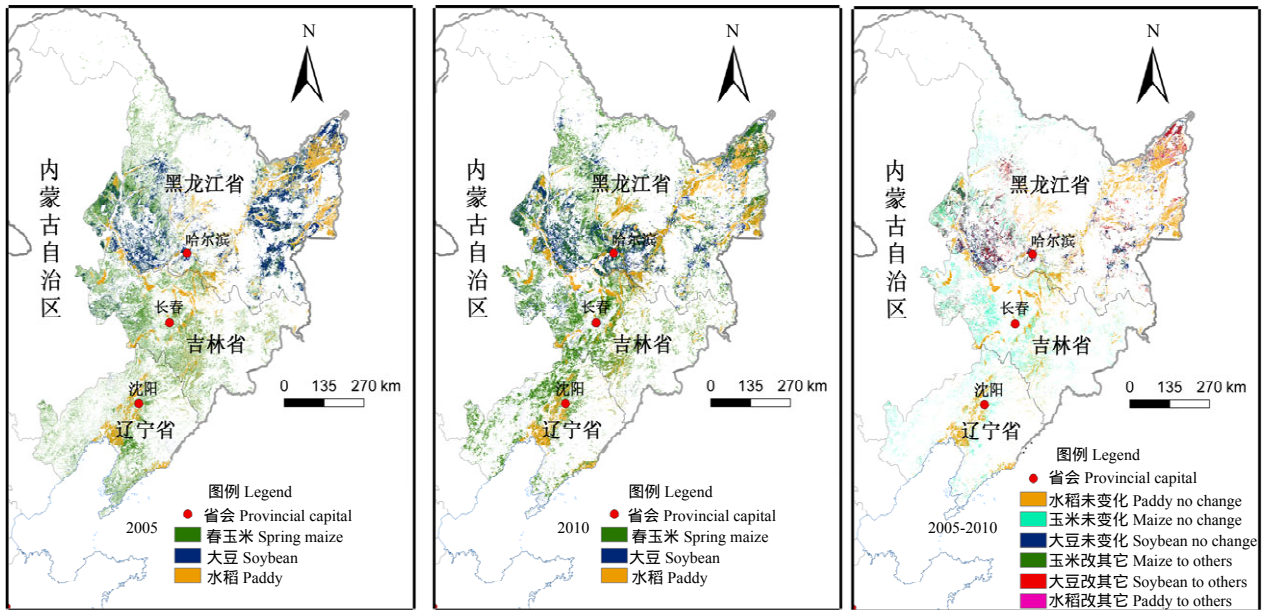 N
内蒙古自治区
黑龙江省
哈尔滨
长春
吉林省
0 135 270 km
沈阳
辽宁省
图例 Legend
省会 Provincial capital
2005
春玉米 Spring maize
大豆 Soybean
水稻 Paddy
N
内蒙古自治区
黑龙江省
哈尔滨
长春
吉林省
0 135 270 km
沈阳
辽宁省
图例 Legend
省会 Provincial capital
2010
春玉米 Spring maize
大豆 Soybean
水稻 Paddy
N
内蒙古自治区
黑龙江省
哈尔滨
长春
吉林省
0 135 270 km
沈阳
辽宁省
图例 Legend
省会 Provincial capital
水稻未变化 Paddy no change
2005-2010
玉米未变化 Maize no change
大豆未变化 Soybean no change
玉米改其它 Maize to others
大豆改其它 Soybean to others
水稻改其它 Paddy to others